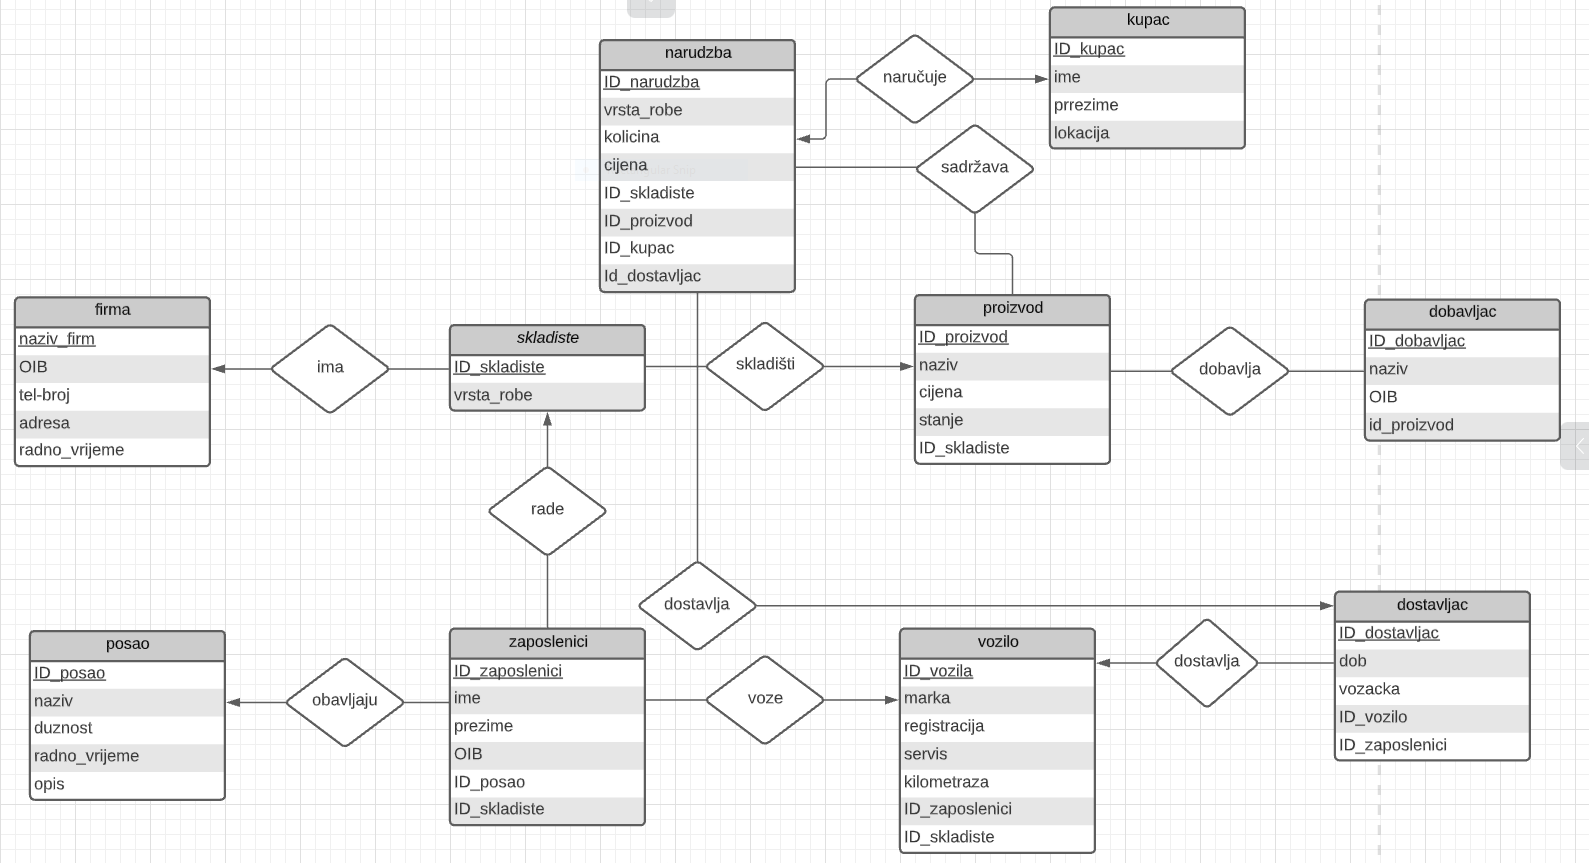 narudzba
ID_narudzba
vrsta_robe
kolicina
cijena
ID_skladiste
ID_proizvod
ID_kupac
Id_dostavljac
naručuje
kupac
ID_kupac
ime
prrezime
lokacija
sadržava
firma
naziv_firm
OIB
tel-broj
adresa
radno_vrijeme
ima
skladiste
ID_skladiste
vrsta_robe
skladišti
proizvod
ID_proizvod
naziv
cijena
stanje
ID_skladiste
dobavlja
dobavljac
ID_dobavljac
naziv
OIB
id_proizvod
rade
dostavlja
posao
ID_posao
naziv
duznost
radno_vrijeme
opis
obavljaju
zaposlenici
ID_zaposlenici
ime
prezime
OIB
ID_posao
ID_skladiste
voze
vozilo
ID_vozila
marka
registracija
servis
kilometraza
ID_zaposlenici
ID_skladiste
dostavlja
dostavljac
ID_dostavljac
dob
vozacka
ID_vozilo
ID_zaposlenici